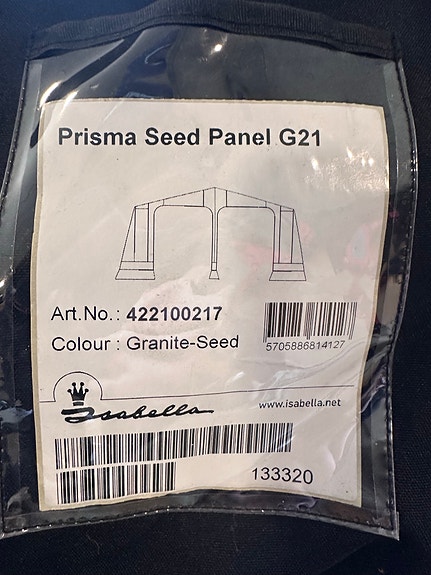 Prisma Seed Panel G21
Art.No.: 422100217
Colour : Granite-Seed
5705886814127
Isabella
www.isabella.net
133320